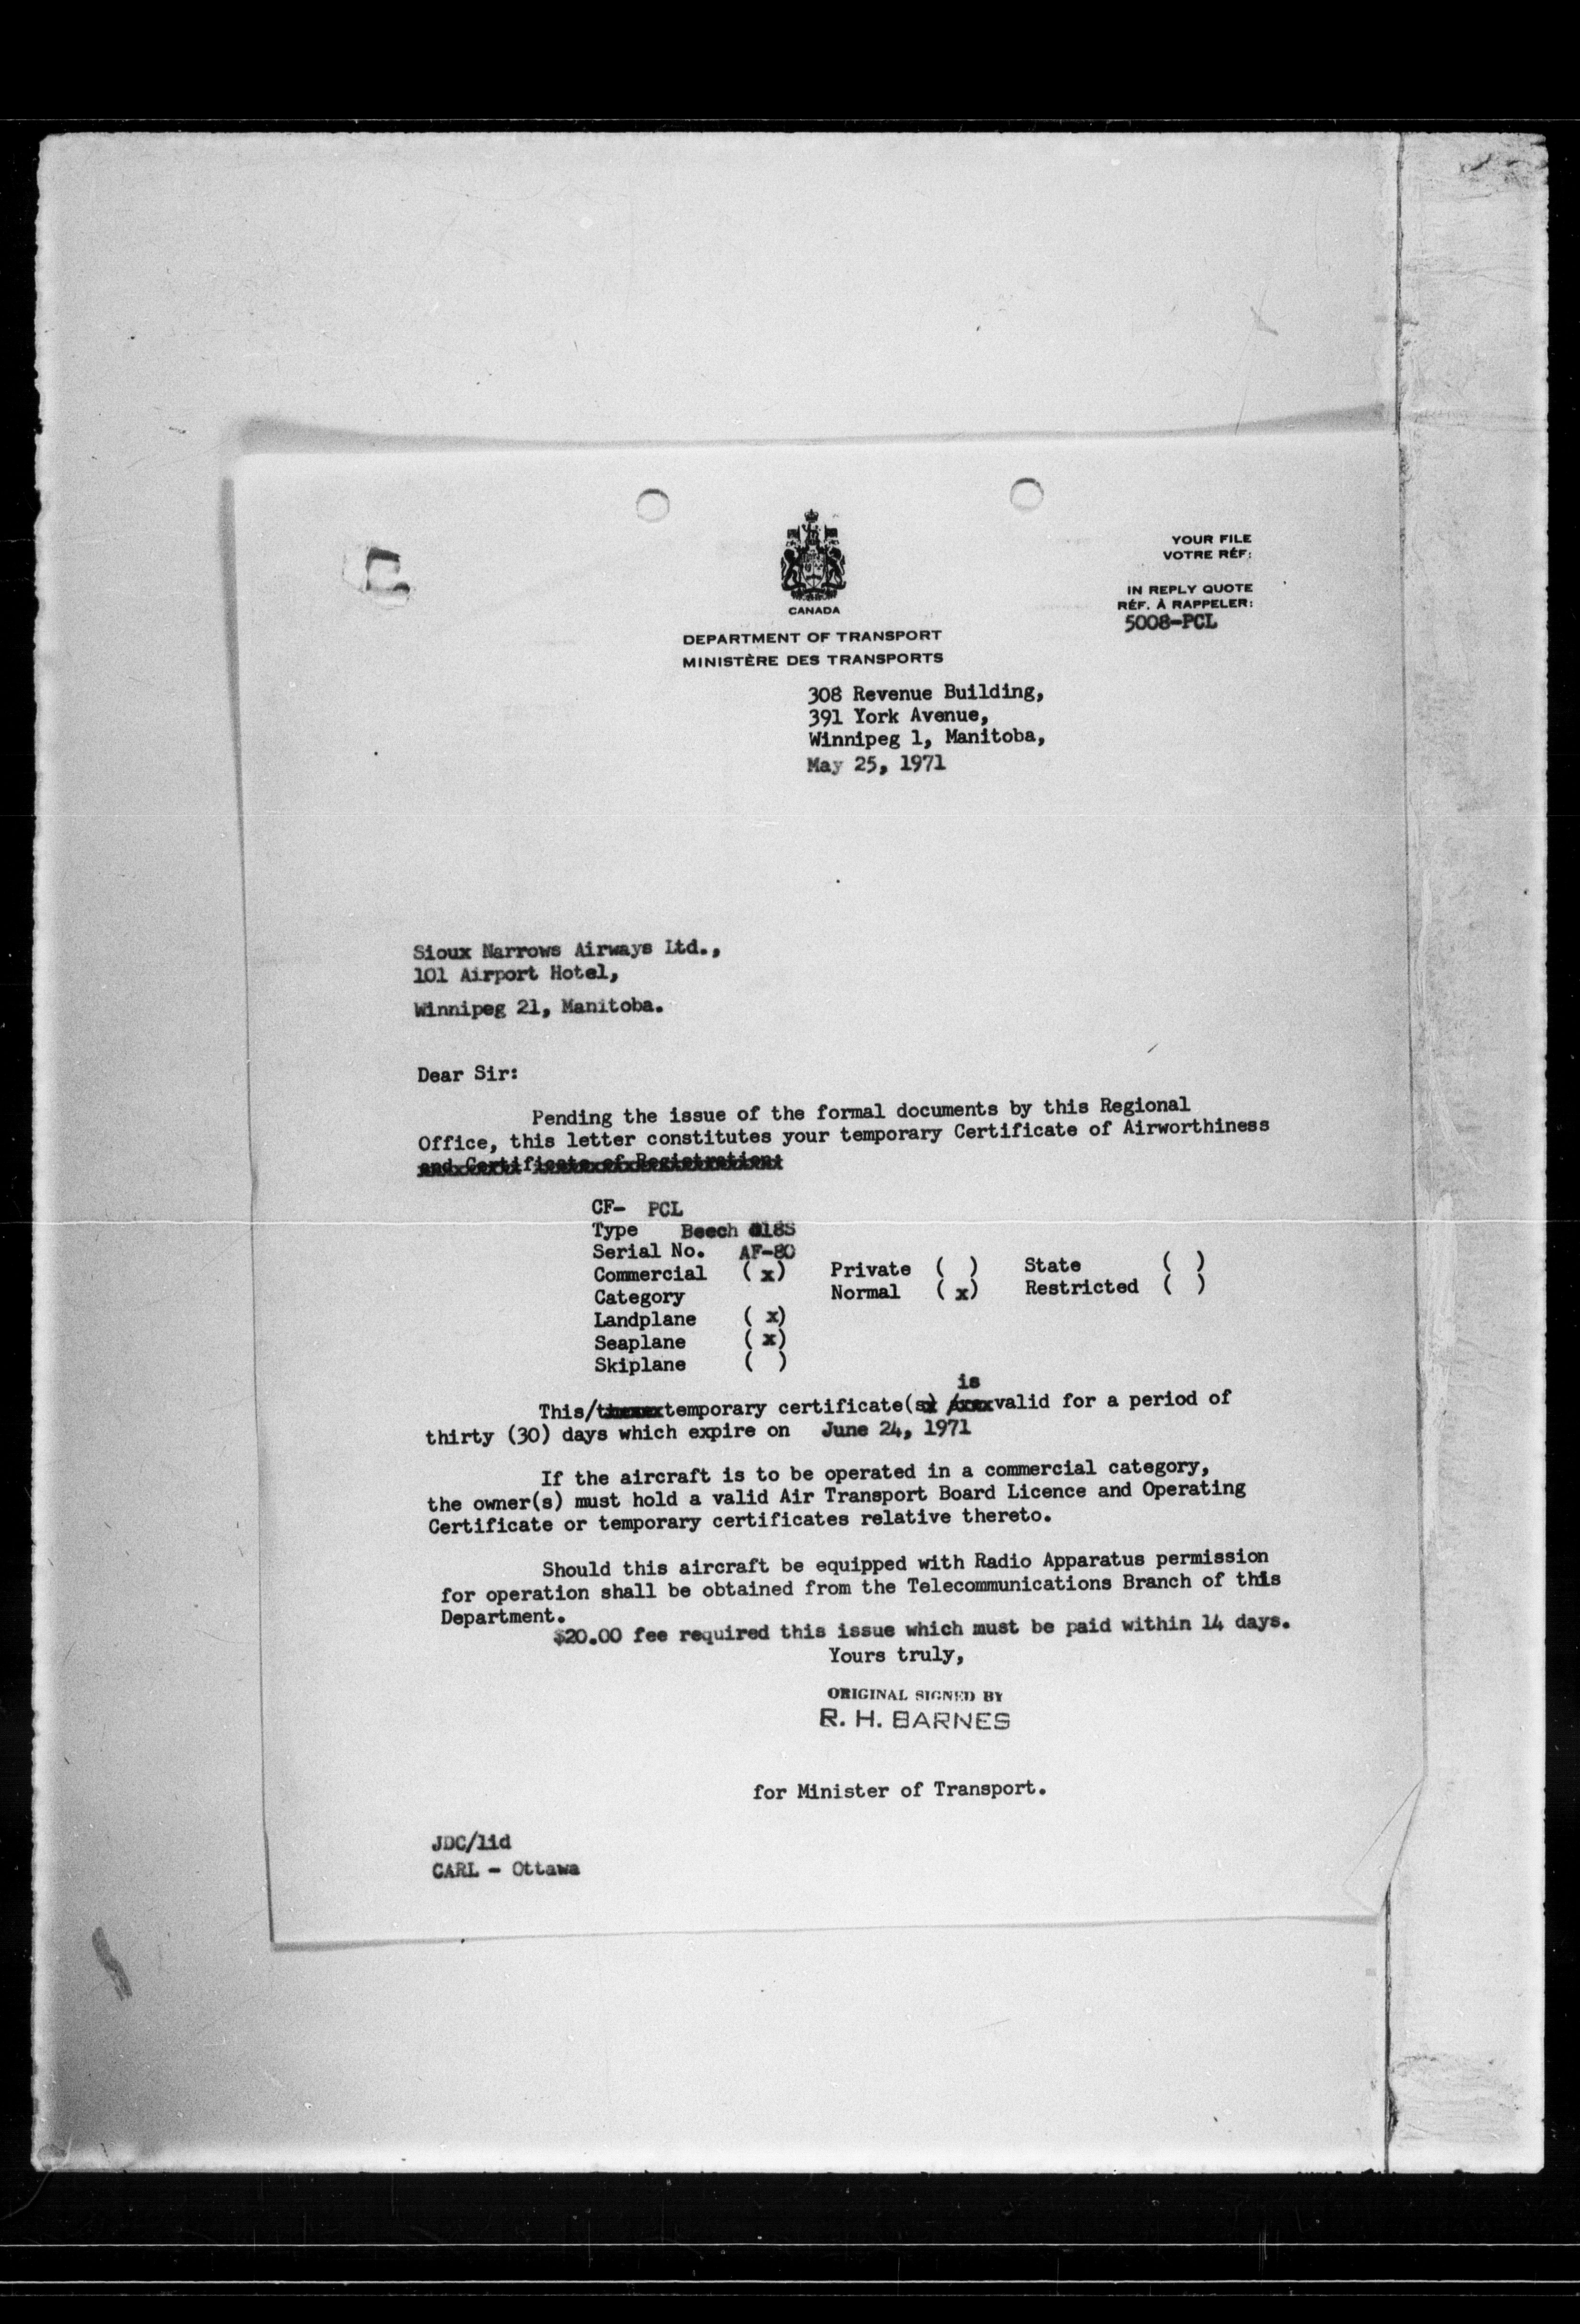 CANADA
DEPARTMENT OF TRANSPORT
MINISTÈRE DES TRANSPORTS
YOUR FILE
VOTRE RÉF:
IN REPLY QUOTE
RÉF. À RAPPELER:
5008-PCL
308 Revenue Building,
391 York Avenue,
Winnipeg 1, Manitoba,
May 25, 1971
Sioux Narrows Airways Ltd.,
101 Airport Hotel,
Winnipeg 21, Manitoba.
Dear Sir:
Pending the issue of the formal documents by this Regional
Office, this letter constitutes your temporary Certificate of Airworthiness
and Certificate of Registration:
CF- PCL
Type Beech 18S
Serial No. AF-80
Commercial (x) Private ( ) State ( )
Category Normal (x) Restricted ( )
Landplane (x)
Seaplane (x)
Skiplane ( )
is
This/ temporary certificate(s) valid for a period of
thirty (30) days which expire on June 24, 1971
If the aircraft is to be operated in a commercial category,
the owner(s) must hold a valid Air Transport Board Licence and Operating
Certificate or temporary certificates relative thereto.
Should this aircraft be equipped with Radio Apparatus permission
for operation shall be obtained from the Telecommunications Branch of this
Department.
$20.00 fee required this issue which must be paid within 14 days.
Yours truly,
ORIGINAL SIGNED BY
R. H. BARNES
for Minister of Transport.
JDC/lid
CARL - Ottawa